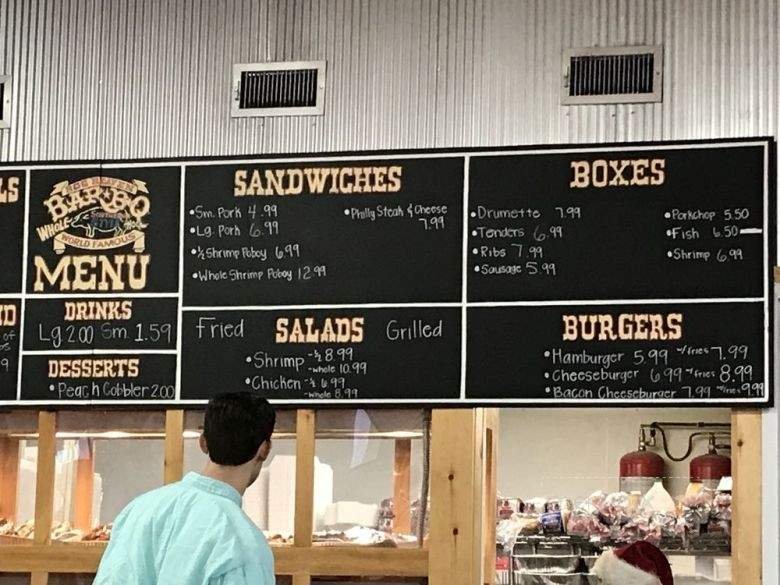 LS
BAR-B-Q
WHOLE HOG
WORLD FAMOUS
MENU
DRINKS
Lg. 2.00 Sm. 1.59
DESSERTS
• Peach Cobbler 2.00
SANDWICHES
• Sm. Pork 4.99
• Lg. Pork 6.99
• ½ Shrimp Poboy 6.99
• Whole Shrimp Poboy 12.99
• Philly Steak & Cheese
7.99
Fried SALADS Grilled
• Shrimp - ½ 8.99
- whole 10.99
• Chicken - ½ 6.99
- whole 8.99
BOXES
• Drumette 7.99
• Tenders 6.99
• Ribs 7.99
• Sausage 5.99
• Porkchop 5.50
• Fish 6.50
• Shrimp 6.99
BURGERS
• Hamburger 5.99 w/fries 7.99
• Cheeseburger 6.99 w/fries 8.99
• Bacon Cheeseburger 7.99 w/fries 9.99